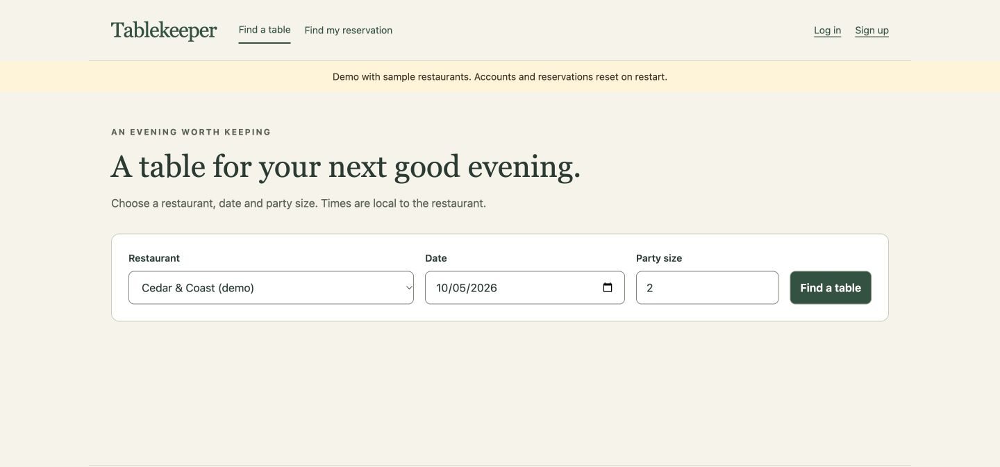 Tablekeeper
Find a table
Find my reservation
Log in
Sign up
Demo with sample restaurants. Accounts and reservations reset on restart.
AN EVENING WORTH KEEPING
A table for your next good evening.
Choose a restaurant, date and party size. Times are local to the restaurant.
Restaurant
Cedar & Coast (demo)
Date
10/05/2026
Party size
2
Find a table